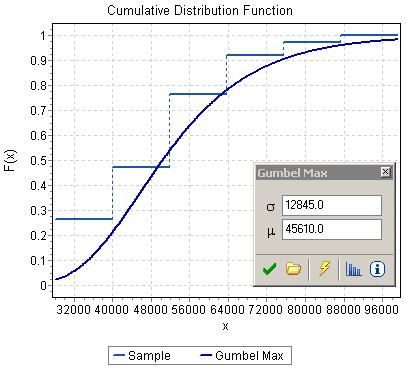 Cumulative Distribution Function
F(x)
1
0.9
0.8
0.7
0.6
0.5
0.4
0.3
0.2
0.1
0
Gumbel Max
σ 12845.0
μ 45610.0
32000 40000 48000 56000 64000 72000 80000 88000 96000
x
Sample Gumbel Max